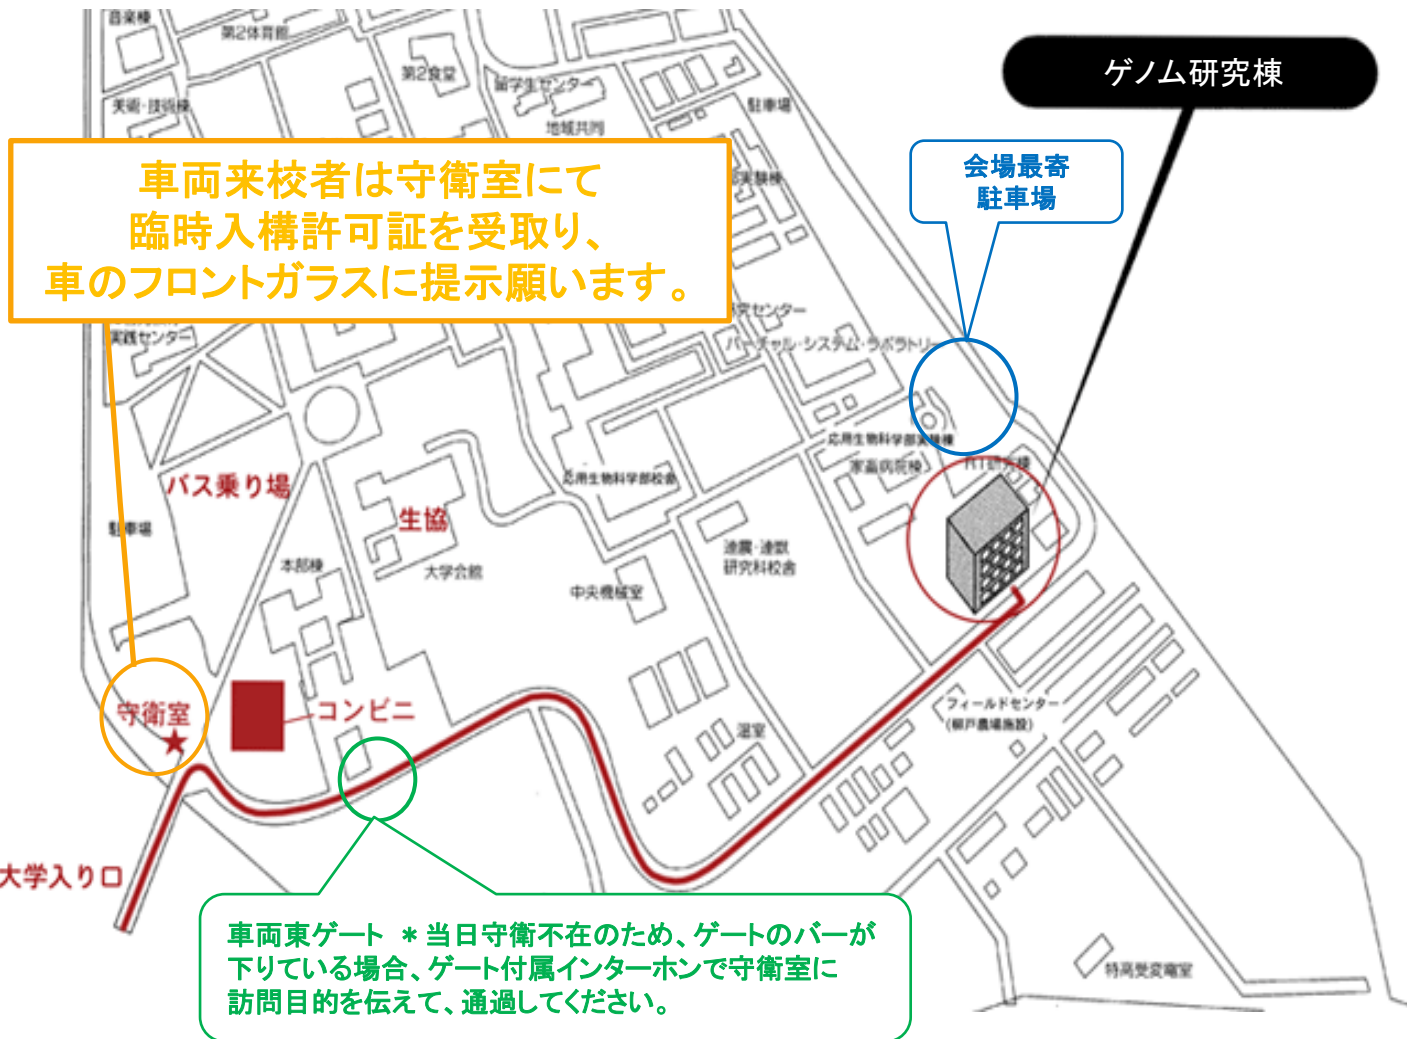 音楽棟
第2体育館
第2食堂
留学生センター
地域共同
駐車場
美術・技術棟
ゲノム研究棟
車両来校者は守衛室にて
臨時入構許可証を受取り、
車のフロントガラスに提示願います。
会場最寄
駐車場
実験棟
実践センター
究センター
バーチャル・システム・ラボラトリー
応用生物科学部実験棟
家畜病院棟
RI研究棟
バス乗り場
応用生物科学部校舎
生協
駐車場
本部棟
大学会館
中央機械室
連農・連獣
研究科校舎
守衛室
コンビニ
温室
フィールドセンター
(柳戸農場施設)
大学入り口
車両東ゲート *当日守衛不在のため、ゲートのバーが
下りている場合、ゲート付属インターホンで守衛室に
訪問目的を伝えて、通過してください。
特高受変電室